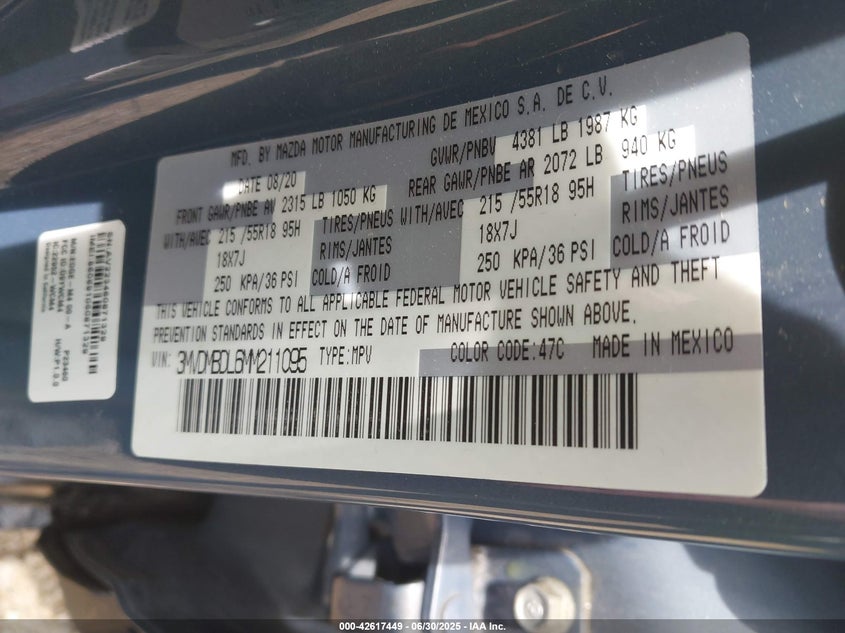 MFD. BY MAZDA MOTOR MANUFACTURING DE MEXICO S.A. DE C.V.
DATE 08/20 GVWR/PNBV 4381 LB 1987 KG
FRONT GAWR/PNBE AV 2315 LB 1050 KG REAR GAWR/PNBE AR 2072 LB 940 KG
WITH/AVEC 215 /55R18 95H TIRES/PNEUS WITH/AVEC 215 /55R18 95H TIRES/PNEUS
18X7J RIMS/JANTES 18X7J RIMS/JANTES
250 KPA/36 PSI COLD/A FROID 250 KPA/36 PSI COLD/A FROID
THIS VEHICLE CONFORMS TO ALL APPLICABLE FEDERAL MOTOR VEHICLE SAFETY AND THEFT
PREVENTION STANDARDS IN EFFECT ON THE DATE OF MANUFACTURE SHOWN ABOVE.
VIN: 3MVDMBDL6MM211095 TYPE:MPV COLOR CODE:47C MADE IN MEXICO
P23460
H/W:P1.0.0
000-42617449 - 06/30/2025 - IAA Inc.